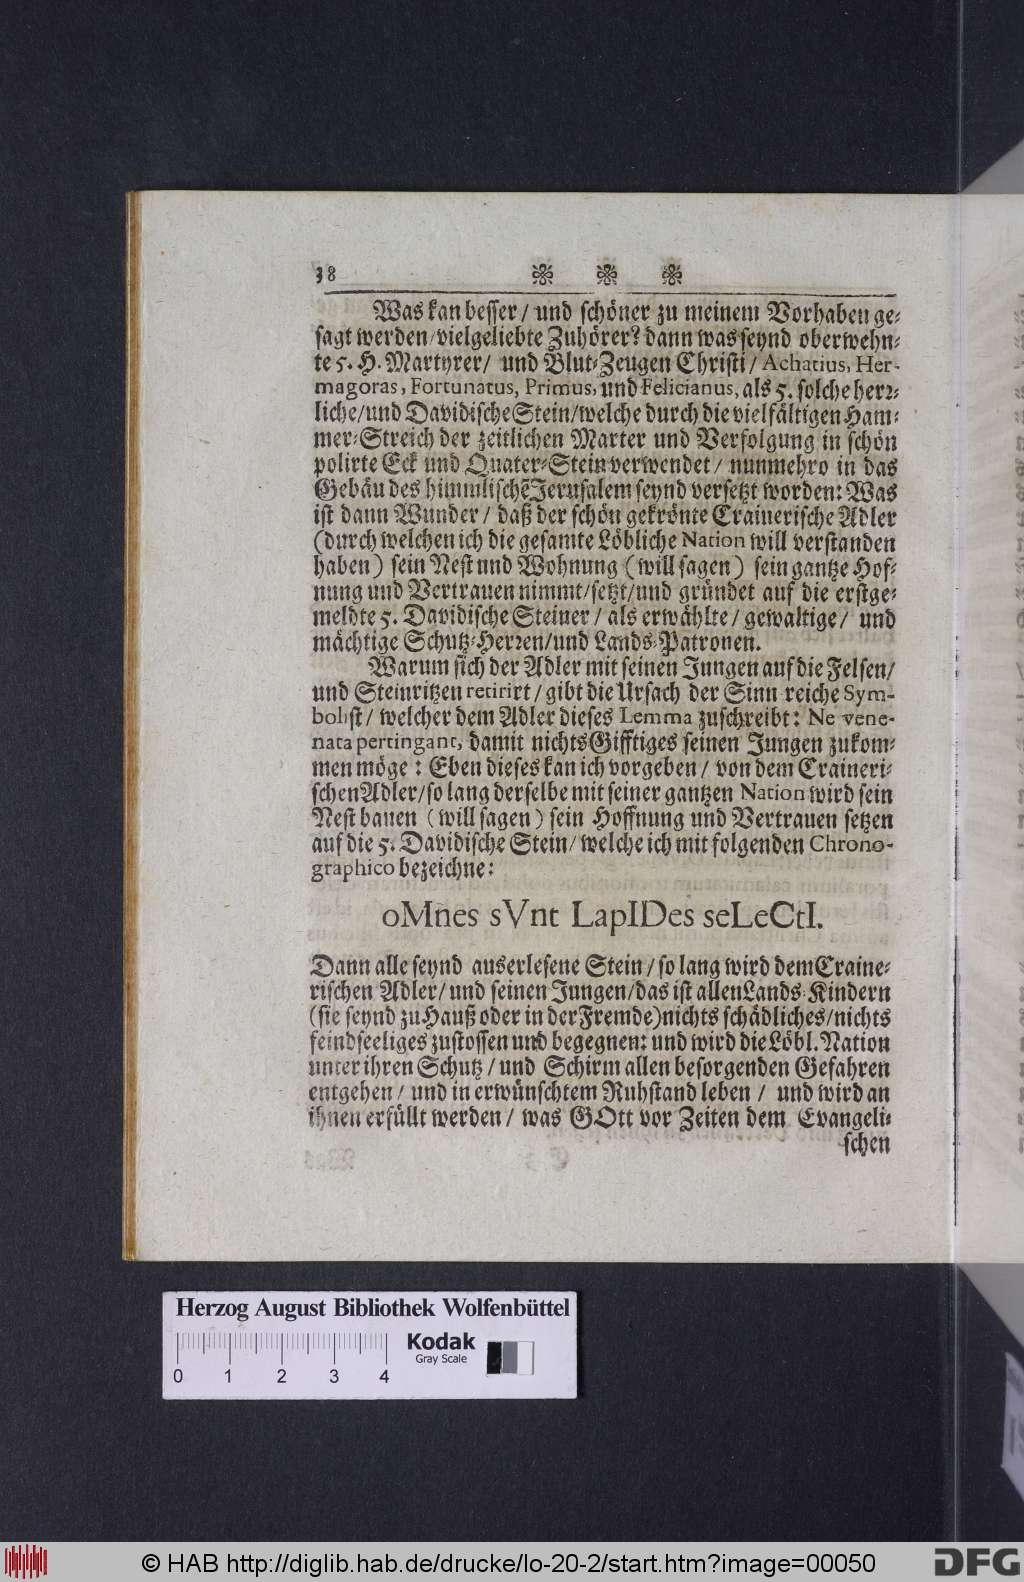 38
Was kan besser / und schöner zu meinem Vorhaben ge-
sagt werden / vielgeliebte Zuhörer? dann was seynd oberwehn-
te 5. H. Martyrer / und Blut-Zeugen Christi / Achatius, Her-
magoras, Fortunatus, Primus, und Felicianus, als 5. solche herr-
liche / und Davidische Stein / welche durch die vielfältigen Ham-
mer-Streich der zeitlichen Marter und Verfolgung in schön
polirte Eck und Quater-Stein verwendet / nunmehro in das
Gebäu des himmlischẽ Jerusalem seynd versetzt worden: Was
ist dann Wunder / daß der schön gekrönte Crainerische Adler
(durch welchen ich die gesamte Löbliche Nation will verstanden
haben) sein Nest und Wohnung (will sagen) sein gantze Hof-
nung und Vertrauen nimmt / setzt / und gründet auf die erstge-
meldte 5. Davidische Steiner / als erwählte / gewaltige / und
mächtige Schutz-Herren / und Lands-Patronen.
Warum sich der Adler mit seinen Jungen auf die Felsen /
und Steinritzen retirirt / gibt die Ursach der Sinn reiche Sym-
bolist / welcher dem Adler dieses Lemma zuschreibt: Ne vene-
nata pertingant, damit nichts Gifftiges seinen Jungen zukom-
men möge: Eben dieses kan ich vorgeben / von dem Craineri-
schen Adler / so lang derselbe mit seiner gantzen Nation wird sein
Nest bauen (will sagen) sein Hoffnung und Vertrauen setzen
auf die 5. Davidische Stein / welche ich mit folgenden Chrono-
graphico bezeichne:
oMnes sVnt LapIDes seLeCtI.
Dann alle seynd auserlesene Stein / so lang wird dem Craine-
rischen Adler / und seinen Jungen / das ist allen Lands-Kindern
(sie seynd zu Hauß oder in der Fremde) nichts schädliches / nichts
feindseeliges zustossen und begegnen: und wird die Löbl. Nation
unter ihren Schutz / und Schirm allen besorgenden Gefahren
entgehen / und in erwünschtem Ruhstand leben / und wird an
ihnen erfüllt werden / was GOtt vor Zeiten dem Evangeli-
schen
Herzog August Bibliothek Wolfenbüttel
Kodak
Gray Scale
0 1 2 3 4
© HAB http://diglib.hab.de/drucke/lo-20-2/start.htm?image=00050
DFG